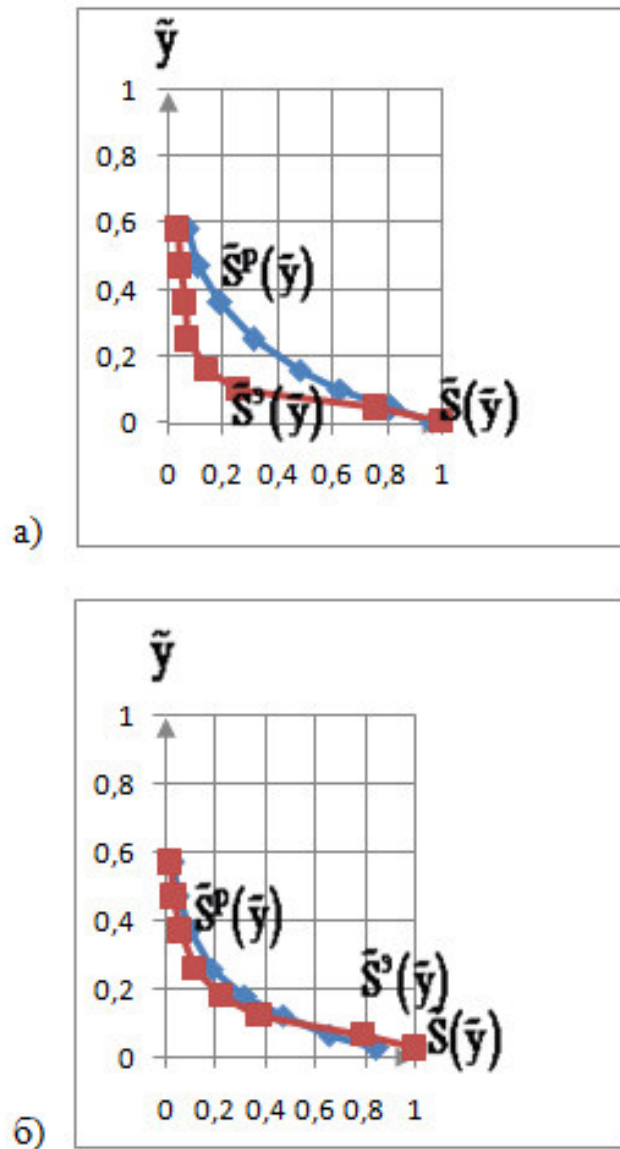 ỹ
1
0,8
0,6
S̃ᵖ(ỹ)
0,4
0,2
S̃ᵉ(ỹ) S̃(ỹ)
0
0 0,2 0,4 0,6 0,8 1
а)
ỹ
1
0,8
0,6
S̃ᵖ(ỹ)
0,4
S̃ᵉ(ỹ)
0,2
S̃(ỹ)
0
0 0,2 0,4 0,6 0,8 1
б)